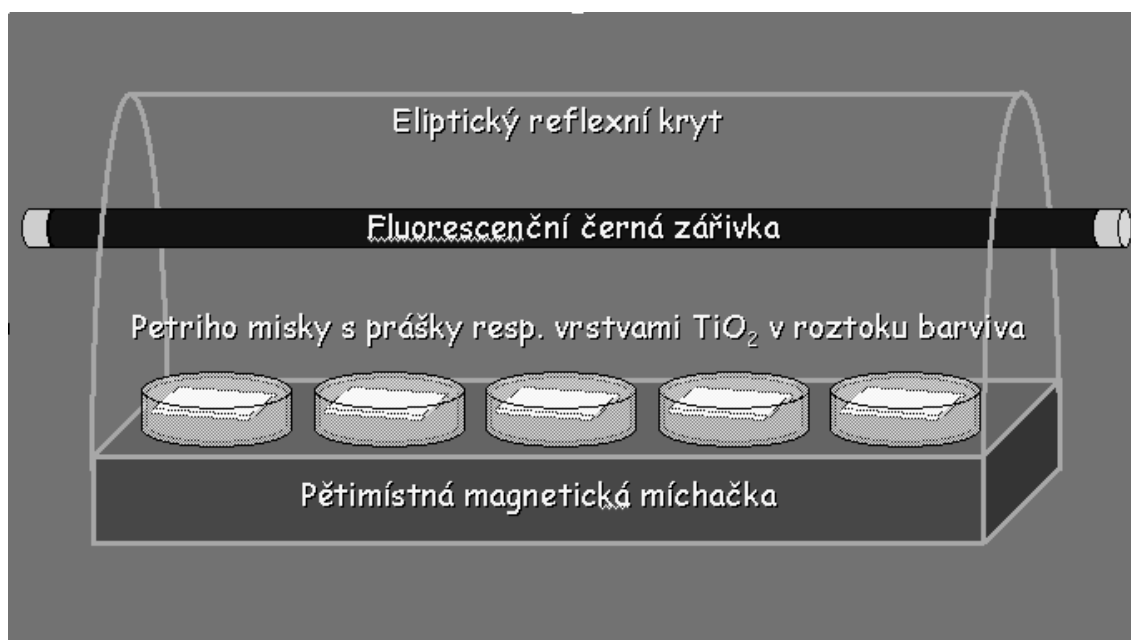 Eliptický reflexní kryt
Fluorescenční černá zářivka
Petriho misky s prášky resp. vrstvami TiO₂ v roztoku barviva
Pětimístná magnetická míchačka